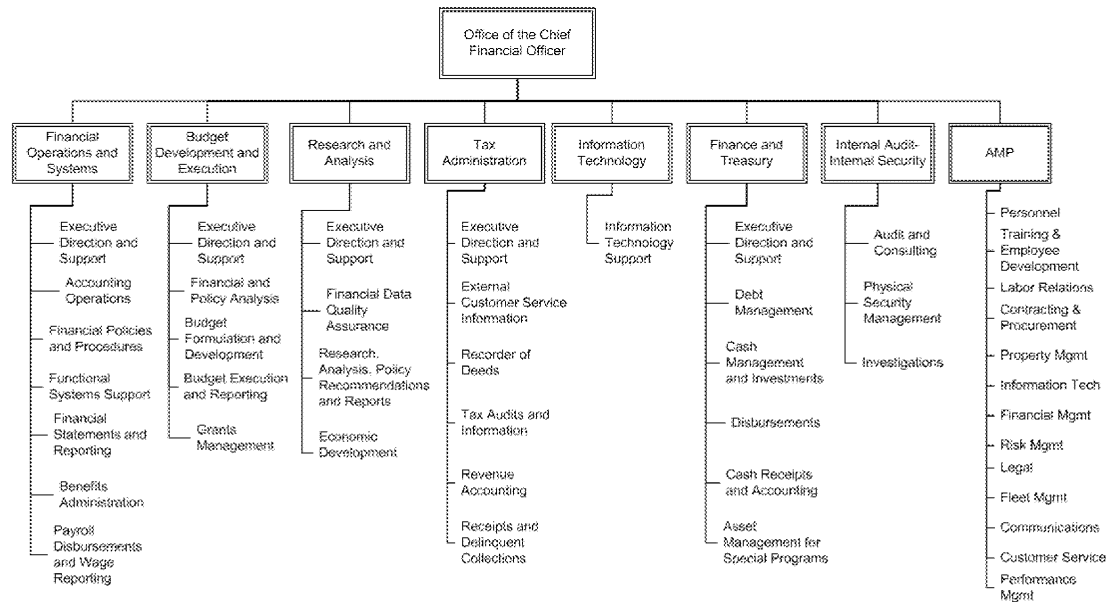 Office of the Chief
Financial Officer
Financial
Operations and
Systems
Budget
Development and
Execution
Research and
Analysis
Tax
Administration
Information
Technology
Finance and
Treasury
Internal Audit-
Internal Security
AMP
Executive
Direction and
Support
Accounting
Operations
Financial Policies
and Procedures
Functional
Systems Support
Financial
Statements and
Reporting
Benefits
Administration
Payroll
Disbursements
and Wage
Reporting
Executive
Direction and
Support
Financial and
Policy Analysis
Budget
Formulation and
Development
Budget Execution
and Reporting
Grants
Management
Executive
Direction and
Support
Financial Data
Quality
Assurance
Research,
Analysis, Policy
Recommendations
and Reports
Economic
Development
Executive
Direction and
Support
External
Customer Service
Information
Recorder of
Deeds
Tax Audits and
Information
Revenue
Accounting
Receipts and
Delinquent
Collections
Information
Technology
Support
Executive
Direction and
Support
Debt
Management
Cash
Management
and Investments
Disbursements
Cash Receipts
and Accounting
Asset
Management for
Special Programs
Audit and
Consulting
Physical
Security
Management
Investigations
Personnel
Training &
Employee
Development
Labor Relations
Contracting &
Procurement
Property Mgmt
Information Tech
Financial Mgmt
Risk Mgmt
Legal
Fleet Mgmt
Communications
Customer Service
Performance
Mgmt